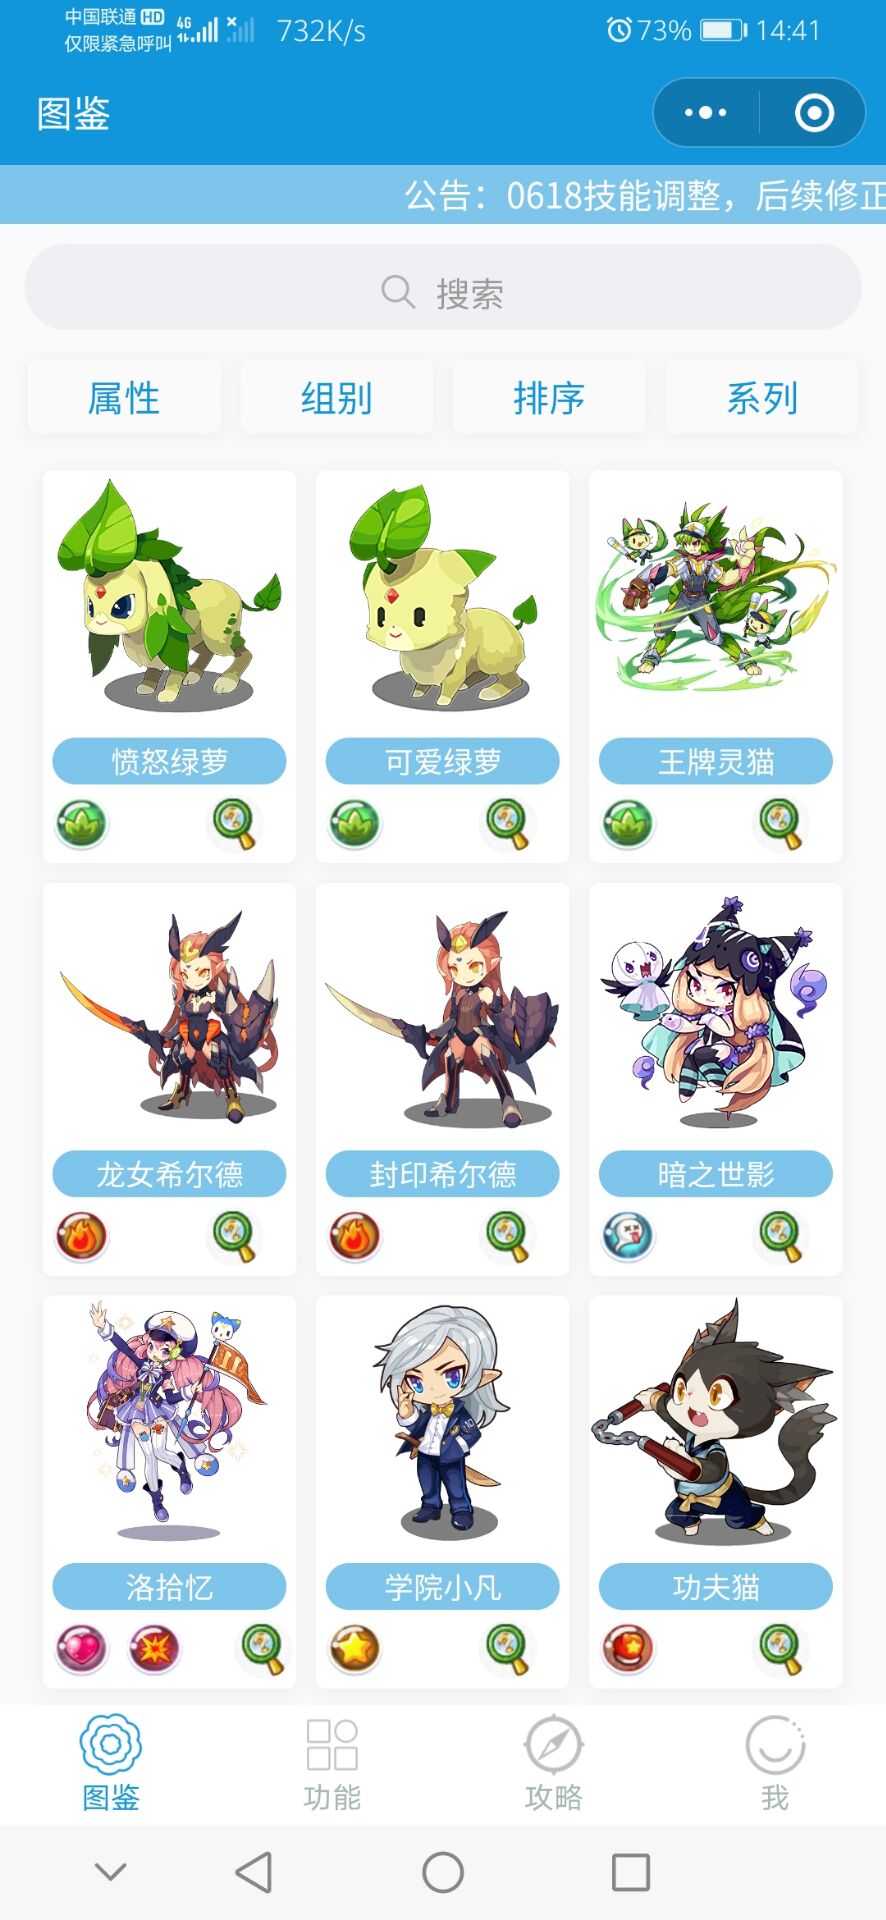 中国联通 HD 4G
仅限紧急呼叫
732K/s
73% 14:41
图鉴
公告：0618技能调整，后续修正
搜索
属性 组别 排序 系列
愤怒绿萝 可爱绿萝 王牌灵猫
龙女希尔德 封印希尔德 暗之世影
洛拾忆 学院小凡 功夫猫
图鉴 功能 攻略 我